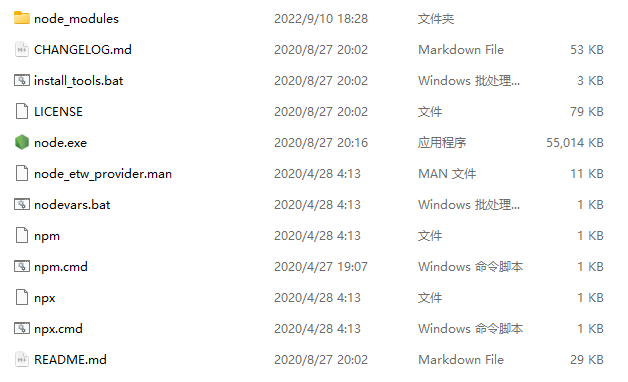 node_modules 2022/9/10 18:28 文件夹
CHANGELOG.md 2020/8/27 20:02 Markdown File 53 KB
install_tools.bat 2020/8/27 20:02 Windows 批处理... 3 KB
LICENSE 2020/8/27 20:02 文件 79 KB
node.exe 2020/8/27 20:16 应用程序 55,014 KB
node_etw_provider.man 2020/4/28 4:13 MAN 文件 11 KB
nodevars.bat 2020/4/28 4:13 Windows 批处理... 1 KB
npm 2020/4/28 4:13 文件 1 KB
npm.cmd 2020/4/27 19:07 Windows 命令脚本 1 KB
npx 2020/4/28 4:13 文件 1 KB
npx.cmd 2020/4/28 4:13 Windows 命令脚本 1 KB
README.md 2020/8/27 20:02 Markdown File 29 KB